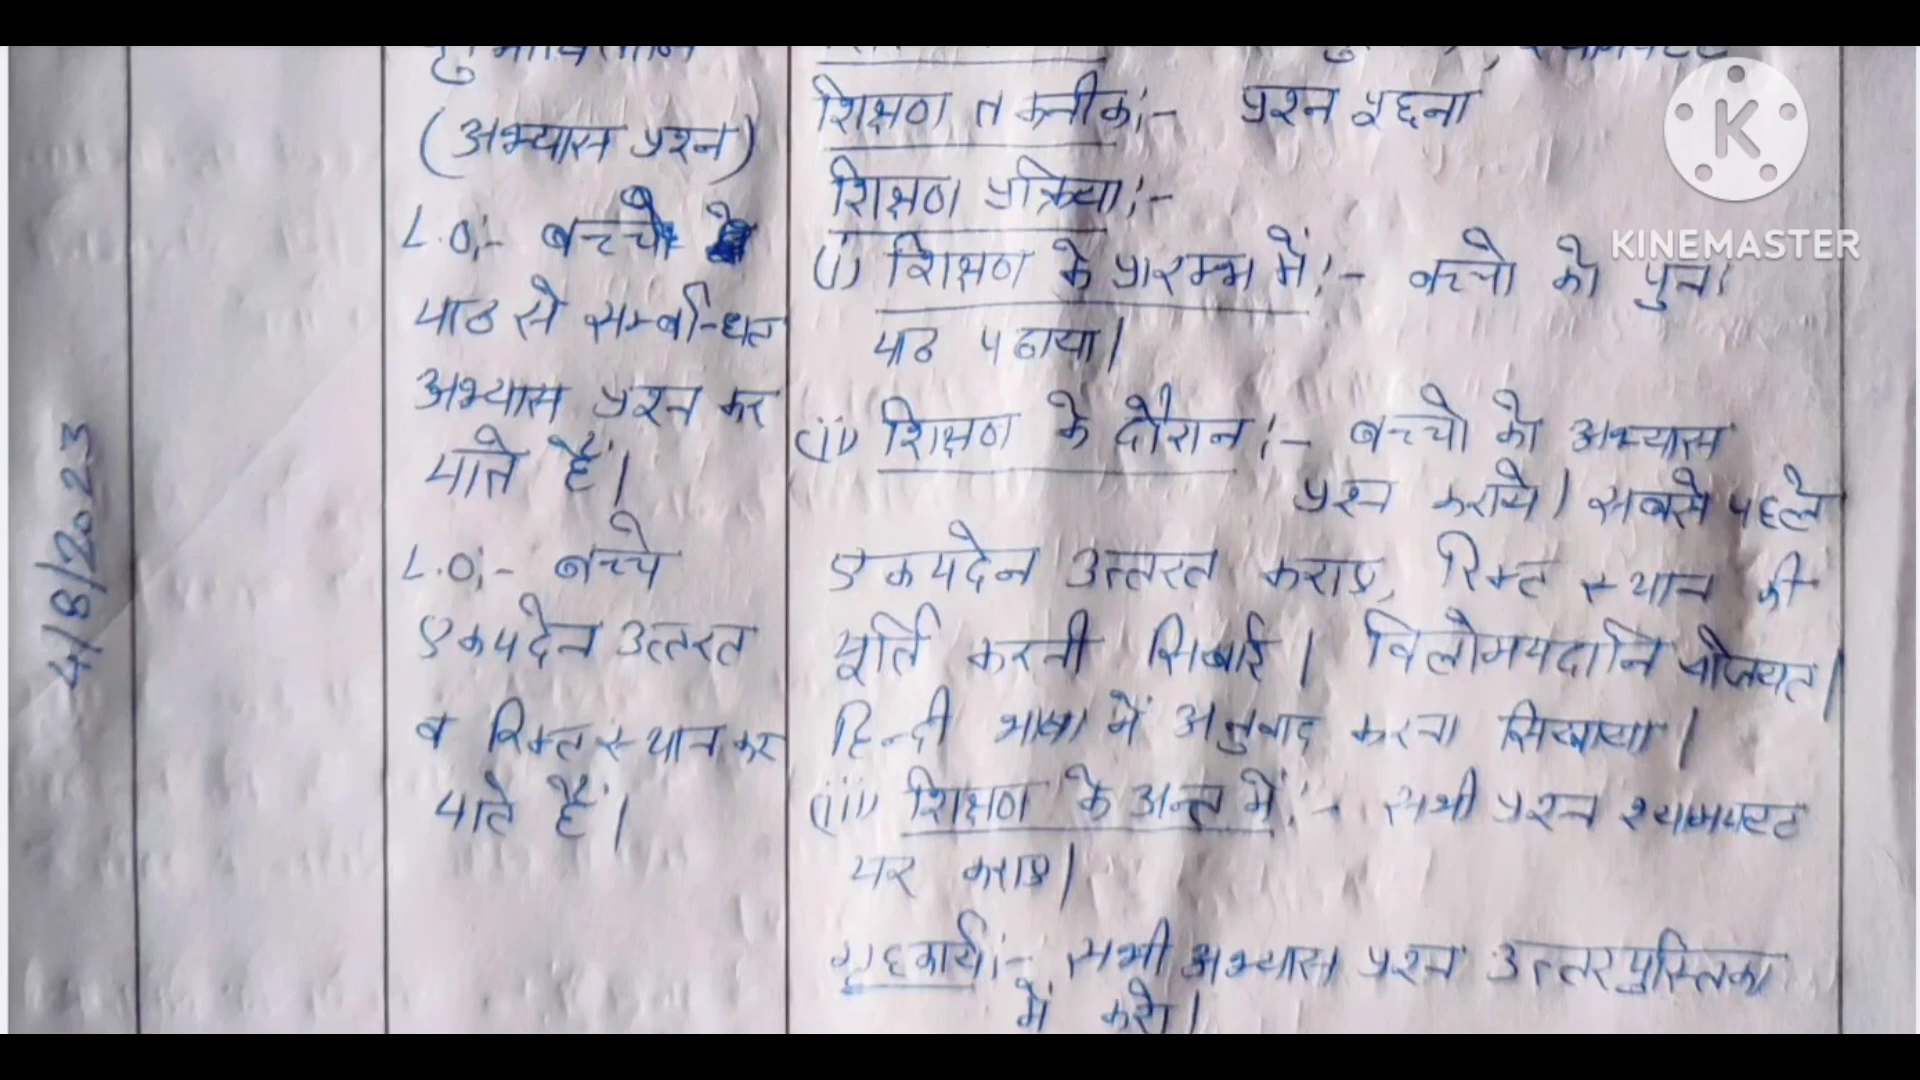 4/8/2023
(अभ्यास प्रश्न)
L.O;- बच्चे
पाठ से सम्बन्धित
अभ्यास प्रश्न कर
पाते हैं।
L.O;- बच्चे
एकपदेन उत्तरत
व रिक्त स्थान कर
पाते हैं।
शिक्षण तकनीक:- प्रश्न पूछना
शिक्षण प्रक्रिया:-
(i) शिक्षण के प्रारम्भ में:- बच्चो को पुनः
पाठ पढाया।
(ii) शिक्षण के दौरान:- बच्चो को अभ्यास
प्रश्न कराये। सबसे पहले
एकपदेन उत्तरत कराए, रिक्त स्थान की
पूर्ति करनी सिखाई। विलोमपदानि योजयत।
हिन्दी भाषा में अनुवाद करना सिखाया।
(iii) शिक्षण के अन्त में:- सभी प्रश्न श्यामपट्ट
पर कराए।
गृहकार्य:- सभी अभ्यास प्रश्न उत्तरपुस्तिका
में करो।
K
KINEMASTER